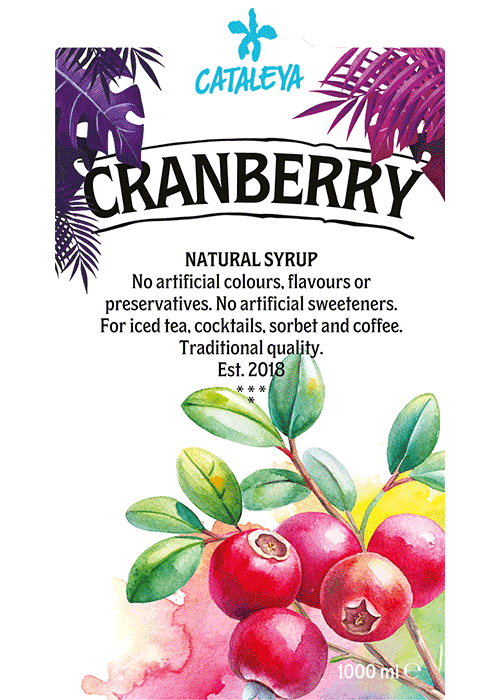 CATALEYA
CRANBERRY
NATURAL SYRUP
No artificial colours, flavours or
preservatives. No artificial sweeteners.
For iced tea, cocktails, sorbet and coffee.
Traditional quality.
Est. 2018
* * *
*
1000 ml ℮